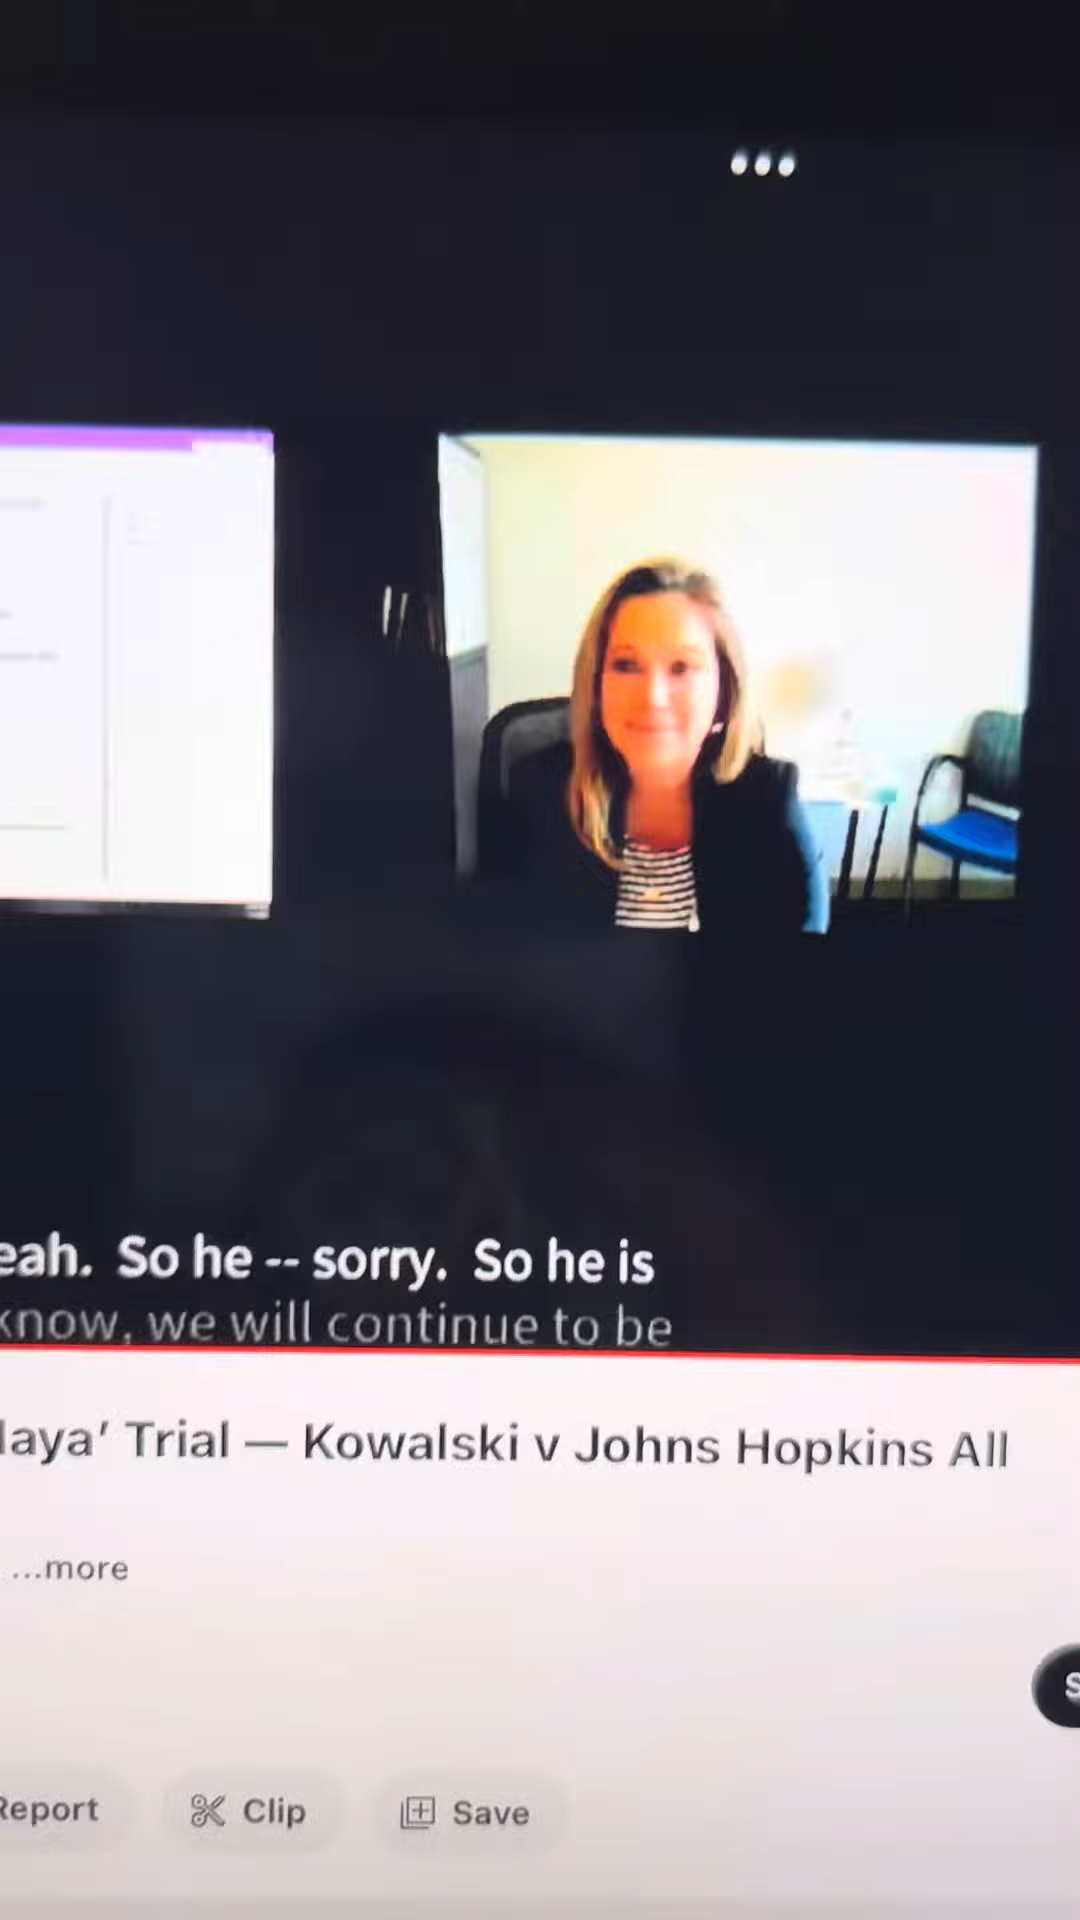 eah. So he -- sorry. So he is
know, we will continue to be
laya’ Trial — Kowalski v Johns Hopkins All
...more
S
Report
Clip
Save